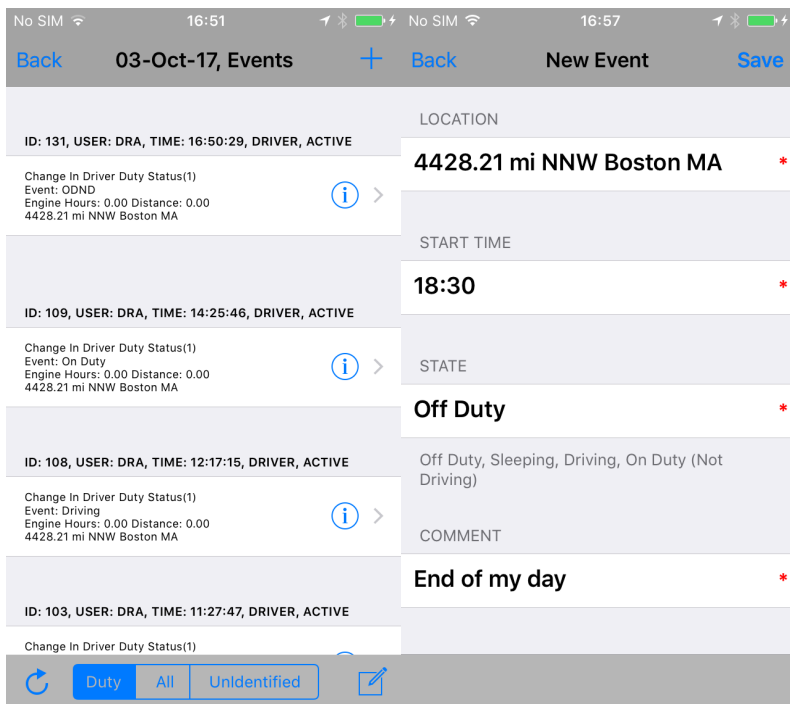 No SIM 16:51
Back 03-Oct-17, Events +
ID: 131, USER: DRA, TIME: 16:50:29, DRIVER, ACTIVE
Change In Driver Duty Status(1)
Event: ODND
Engine Hours: 0.00 Distance: 0.00
4428.21 mi NNW Boston MA
ID: 109, USER: DRA, TIME: 14:25:46, DRIVER, ACTIVE
Change In Driver Duty Status(1)
Event: On Duty
Engine Hours: 0.00 Distance: 0.00
4428.21 mi NNW Boston MA
ID: 108, USER: DRA, TIME: 12:17:15, DRIVER, ACTIVE
Change In Driver Duty Status(1)
Event: Driving
Engine Hours: 0.00 Distance: 0.00
4428.21 mi NNW Boston MA
ID: 103, USER: DRA, TIME: 11:27:47, DRIVER, ACTIVE
Change In Driver Duty Status(1)
Duty All UnIdentified
No SIM 16:57
Back New Event Save
LOCATION
4428.21 mi NNW Boston MA *
START TIME
18:30 *
STATE
Off Duty *
Off Duty, Sleeping, Driving, On Duty (Not
Driving)
COMMENT
End of my day *